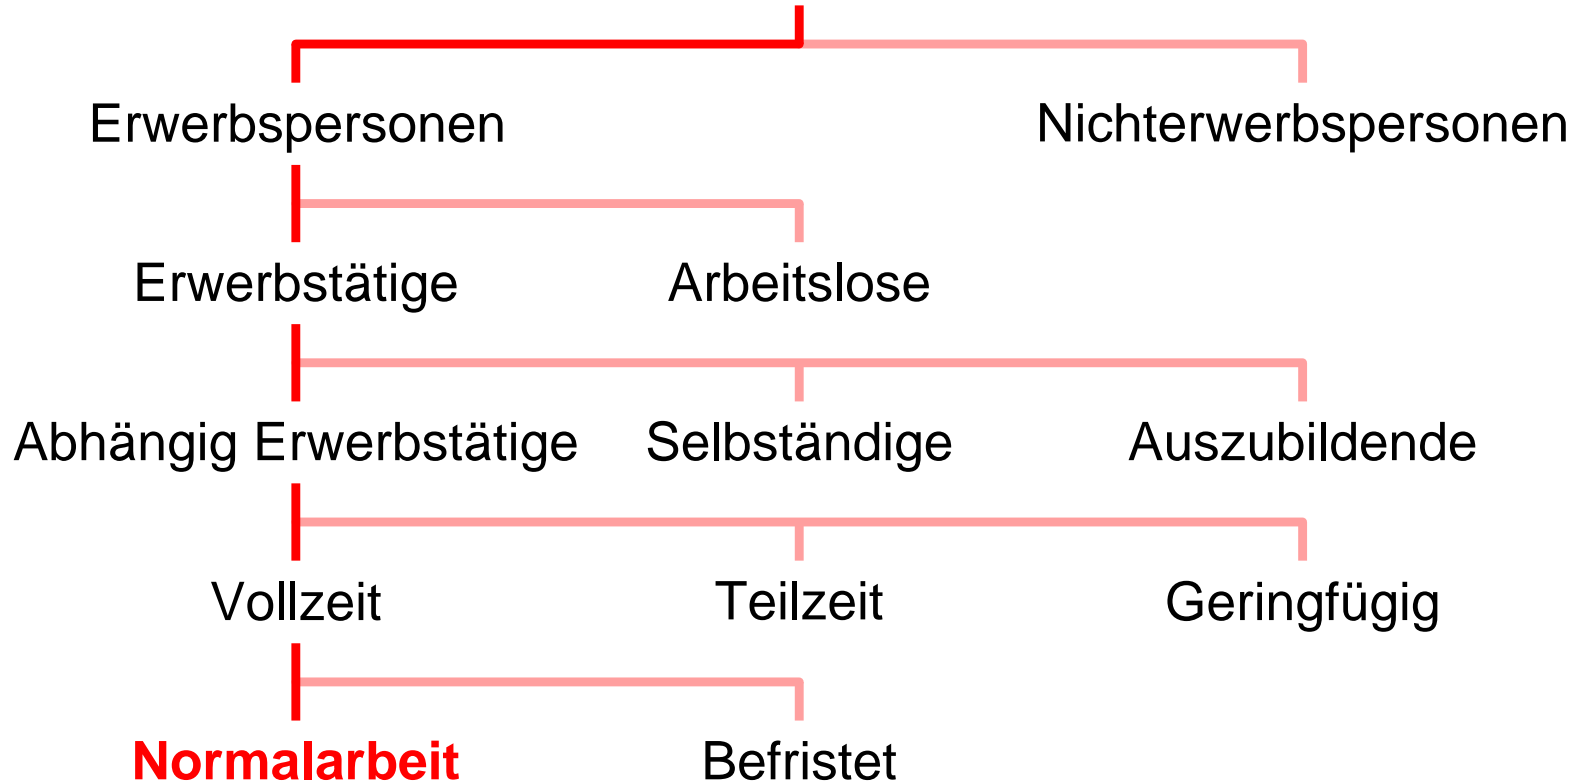 Erwerbspersonen Nichterwerbspersonen
Erwerbstätige Arbeitslose
Abhängig Erwerbstätige Selbständige Auszubildende
Vollzeit Teilzeit Geringfügig
Normalarbeit Befristet